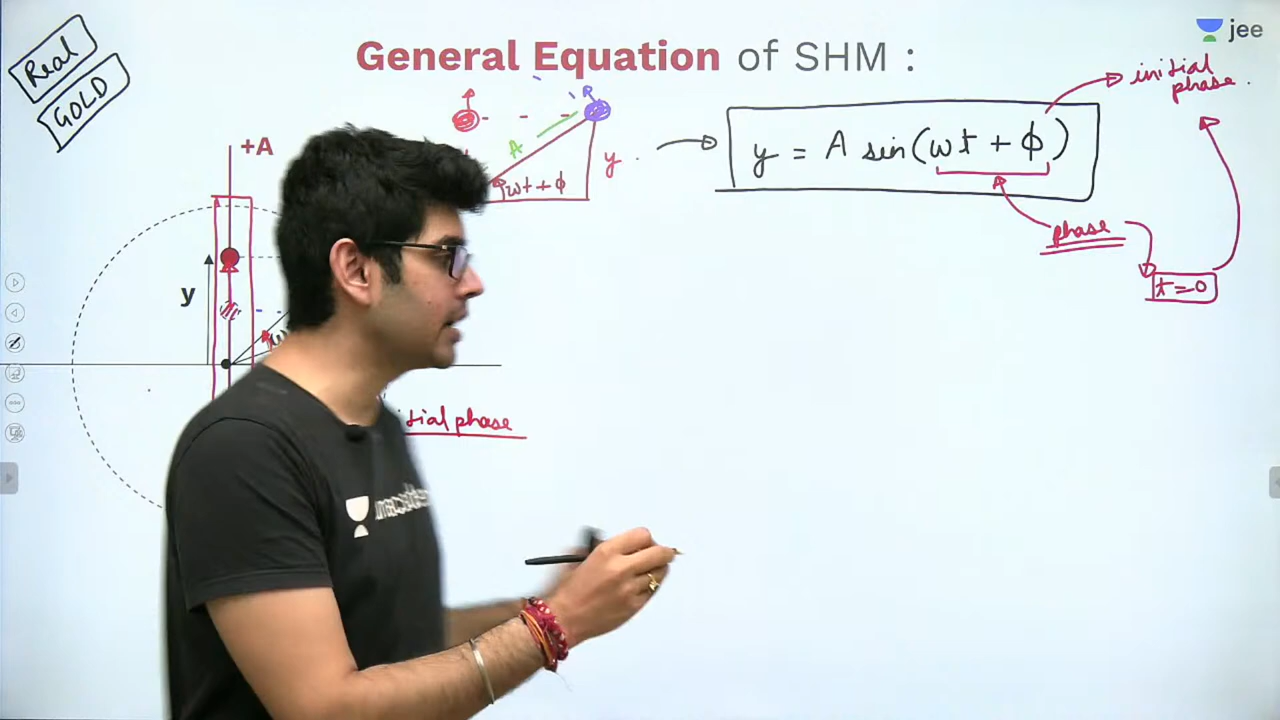 Real
GOLD
General Equation of SHM :
jee
initial
phase.
y = A sin(ωt + ϕ)
phase
t=0
+A
A
y
ωt+ϕ
y
tial phase